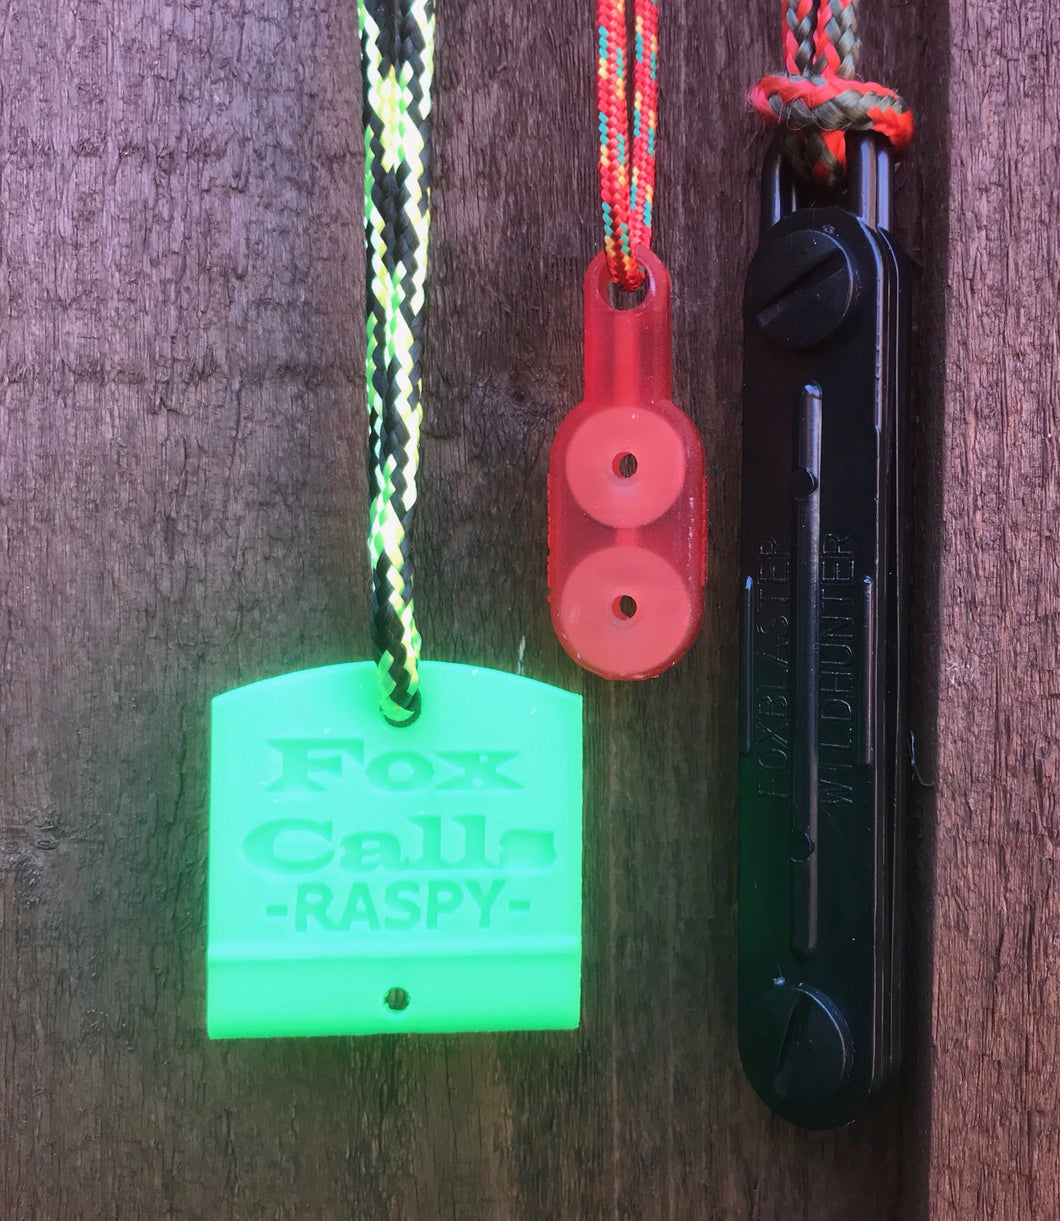 Fox
Calls
-RASPY-
FOXBLASTER
WILDHUNTER